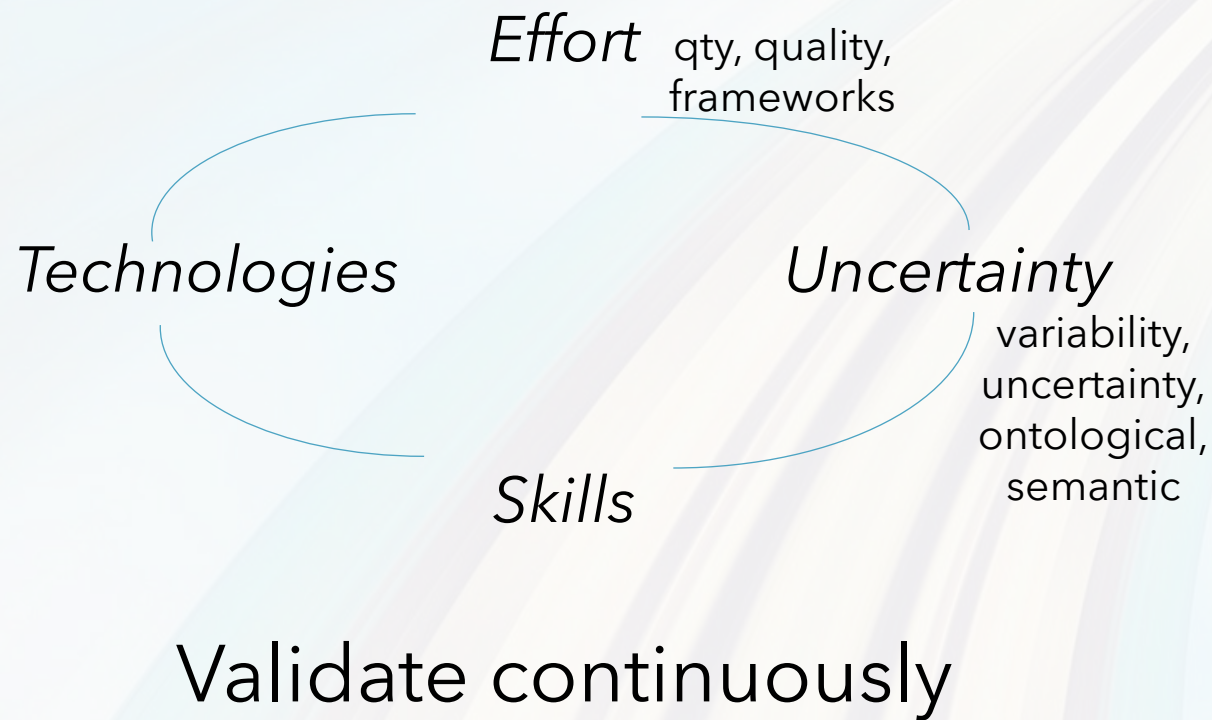 Effort
qty, quality,
frameworks
Technologies
Uncertainty
variability,
uncertainty,
ontological,
semantic
Skills
Validate continuously